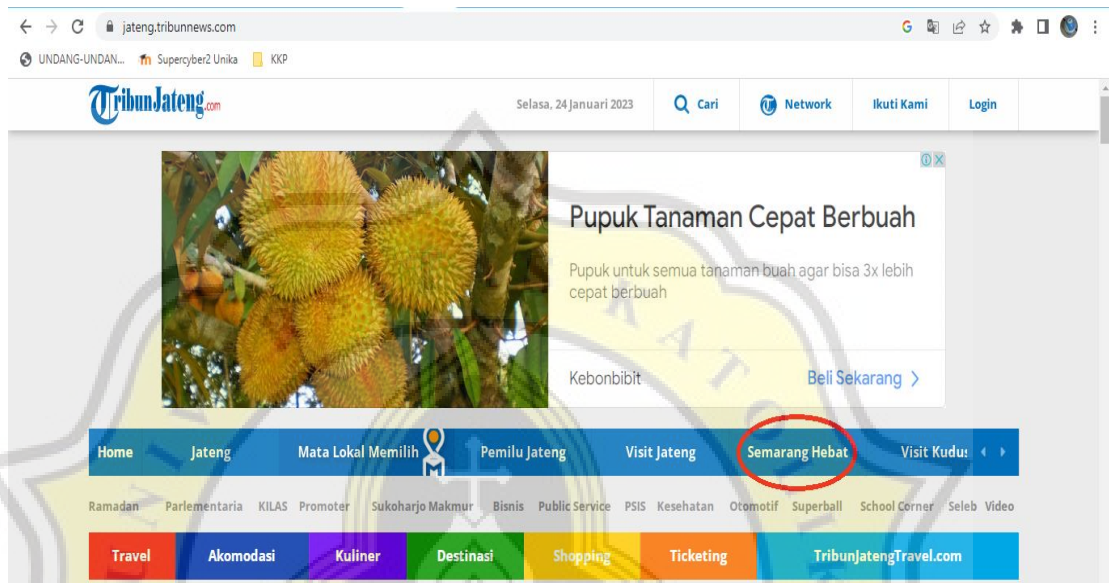 jateng.tribunnews.com
UNDANG-UNDAN... Supercyber2 Unika KKP
TribunJateng.com Selasa, 24 Januari 2023 Cari Network Ikuti Kami Login
Pupuk Tanaman Cepat Berbuah
Pupuk untuk semua tanaman buah agar bisa 3x lebih
cepat berbuah
Kebonbibit Beli Sekarang
Home Jateng Mata Lokal Memilih Pemilu Jateng Visit Jateng Semarang Hebat Visit Kudus
Ramadan Parlementaria KILAS Promoter Sukoharjo Makmur Bisnis Public Service PSIS Kesehatan Otomotif Superball School Corner Seleb Video
Travel Akomodasi Kuliner Destinasi Shopping Ticketing TribunJatengTravel.com